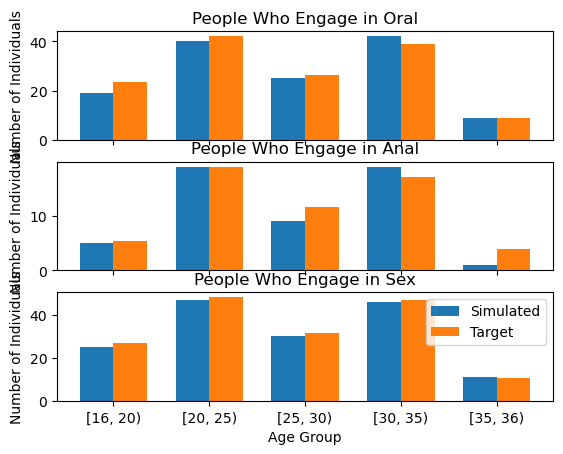 People Who Engage in Oral
Number of Individuals
40
20
0
People Who Engage in Anal
Number of Individuals
10
0
People Who Engage in Sex
Number of Individuals
40
20
0
Simulated
Target
[16, 20) [20, 25) [25, 30) [30, 35) [35, 36)
Age Group